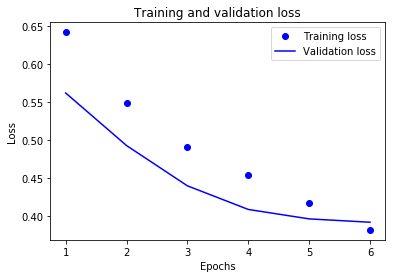 Training and validation loss
Training loss
Validation loss
0.65
0.60
0.55
0.50
0.45
0.40
Loss
1 2 3 4 5 6
Epochs